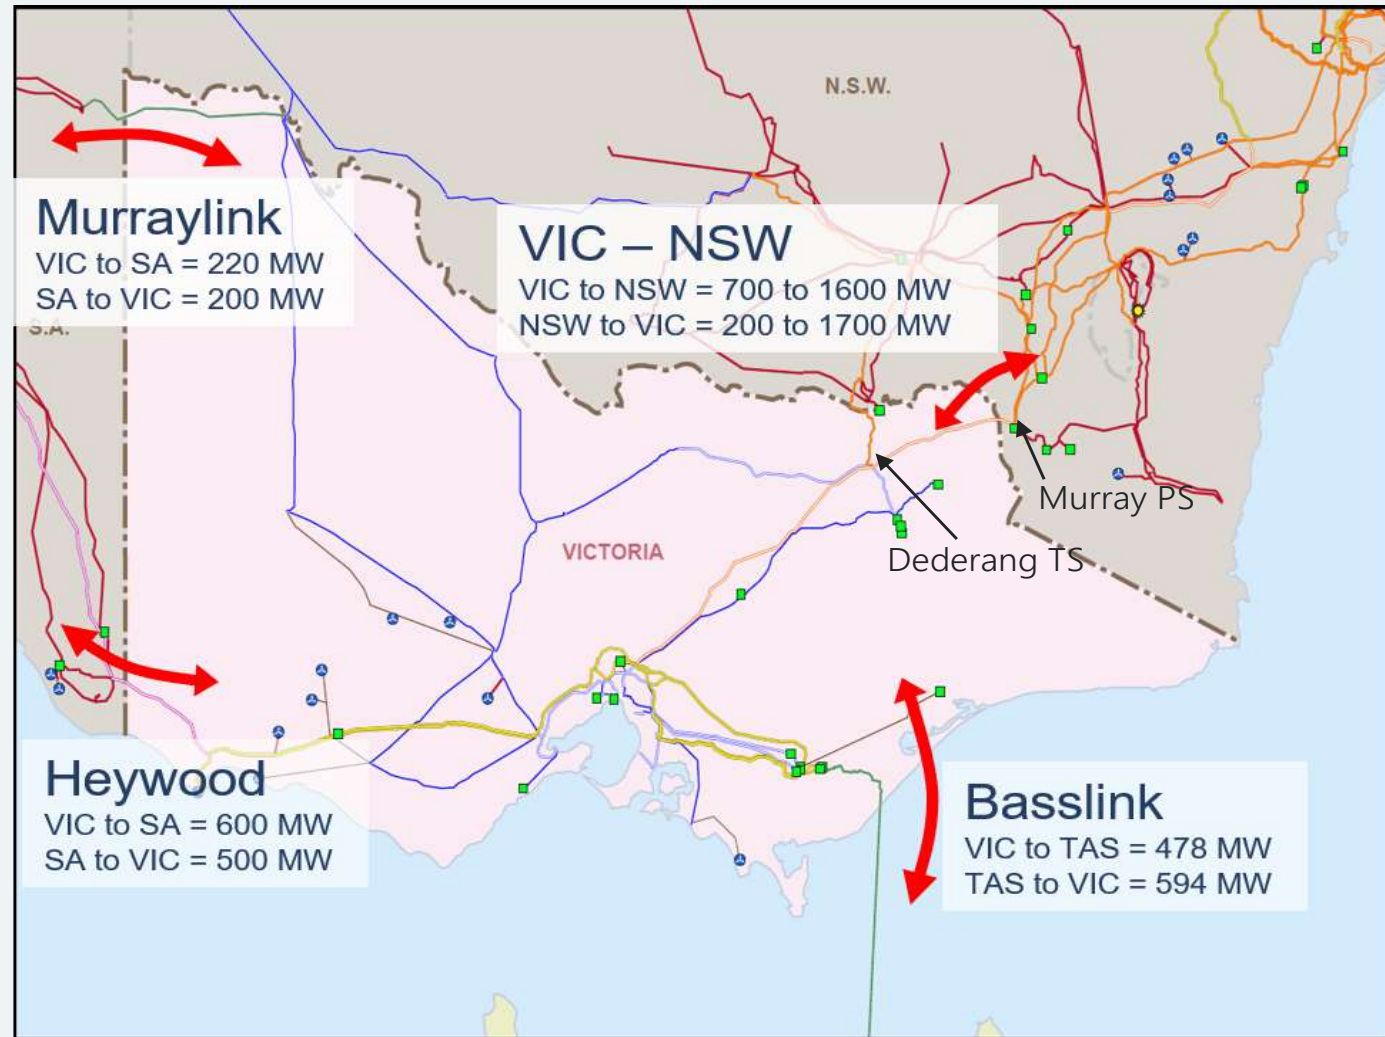 N.S.W.
Murraylink
VIC to SA = 220 MW
SA to VIC = 200 MW
S.A.
VIC – NSW
VIC to NSW = 700 to 1600 MW
NSW to VIC = 200 to 1700 MW
Murray PS
Dederang TS
VICTORIA
Heywood
VIC to SA = 600 MW
SA to VIC = 500 MW
Basslink
VIC to TAS = 478 MW
TAS to VIC = 594 MW